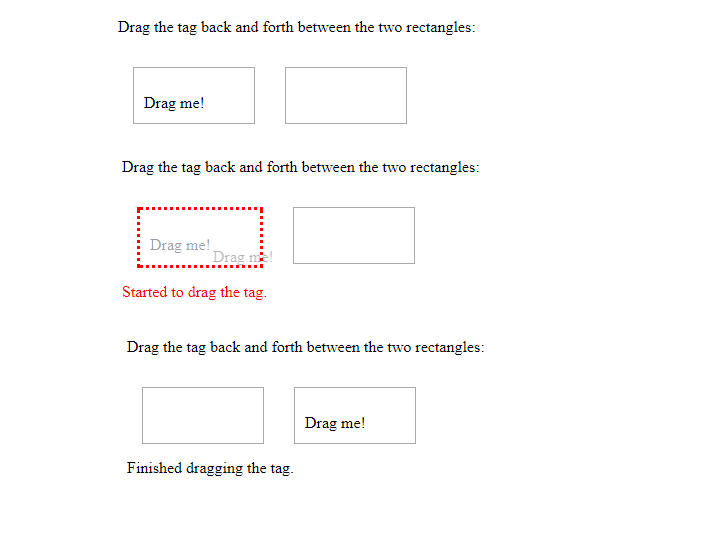 Drag the tag back and forth between the two rectangles:
Drag me!
Drag the tag back and forth between the two rectangles:
Drag me!
Drag me!
Started to drag the tag.
Drag the tag back and forth between the two rectangles:
Drag me!
Finished dragging the tag.